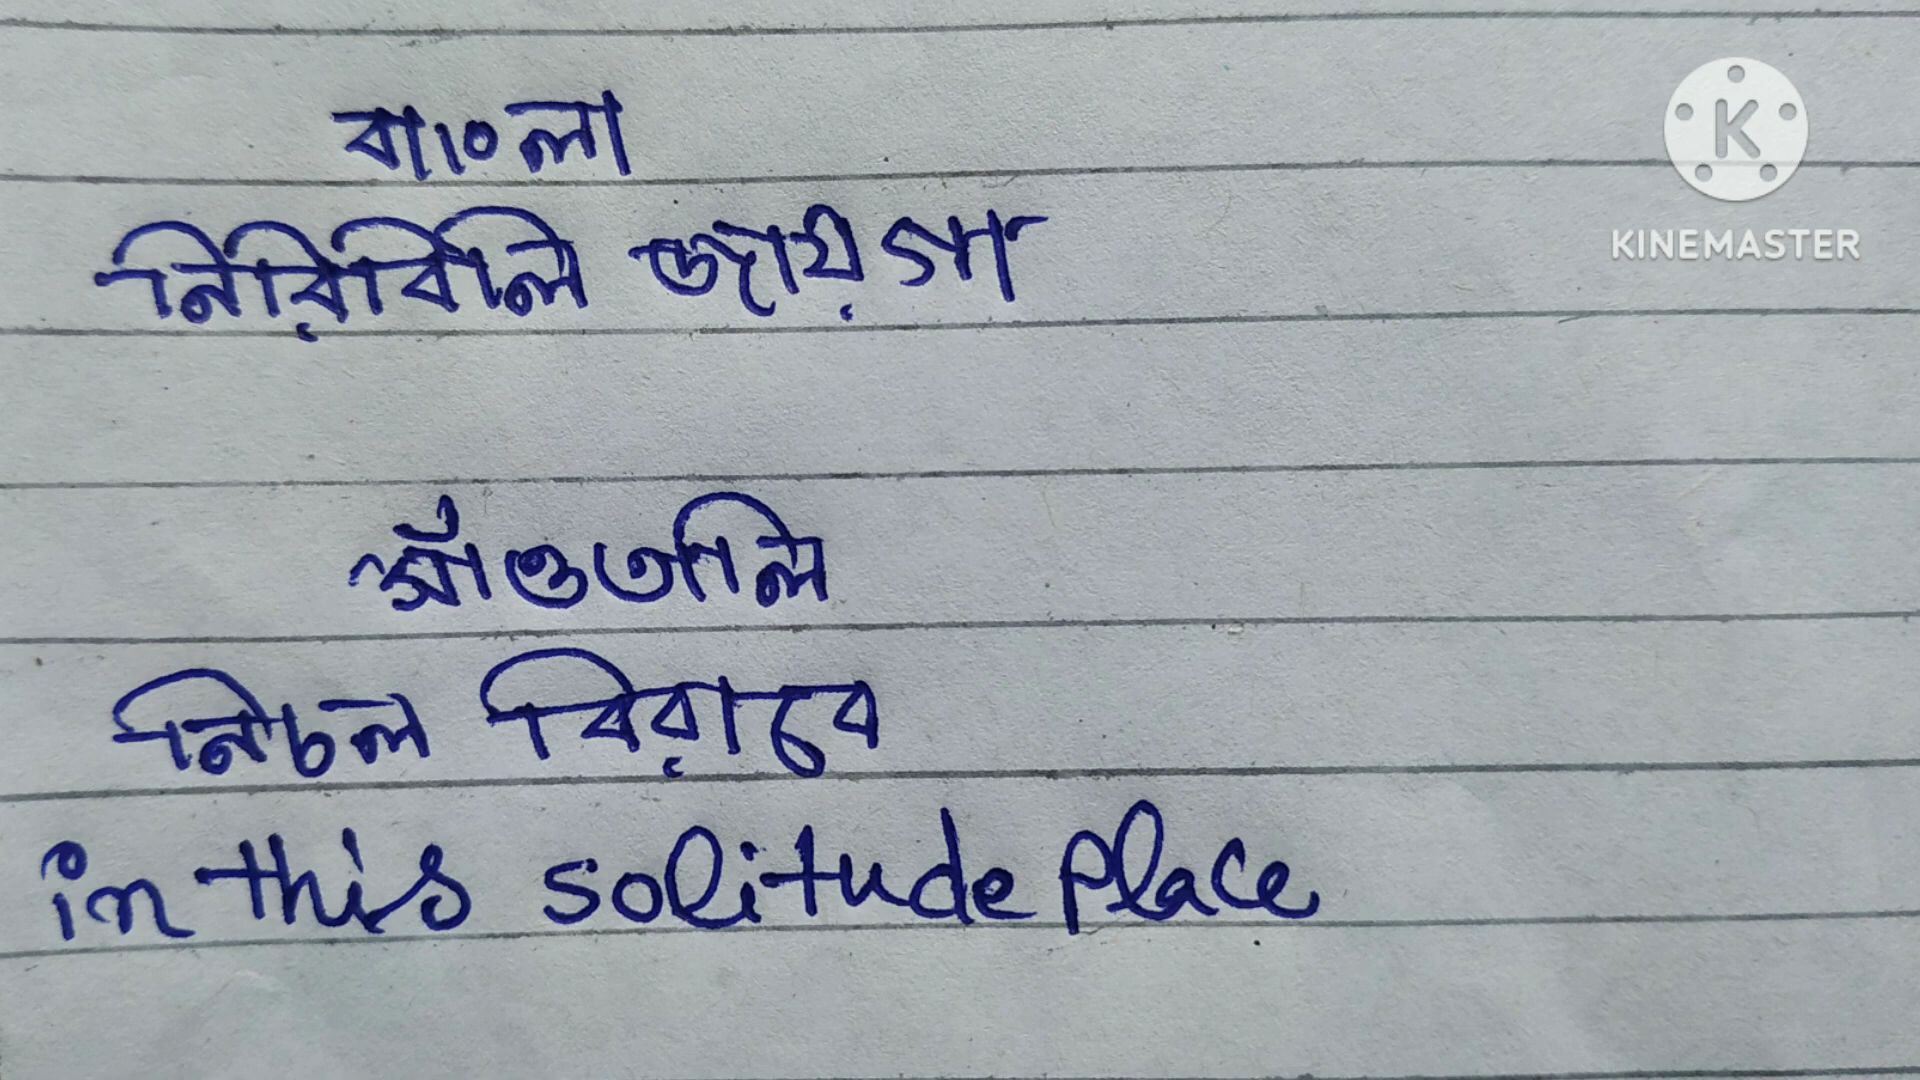 বাংলা
নিরিবিলি জায়গা
সাঁওতালি
নিচল বিরাবে
in this solitude place
K
KINEMASTER